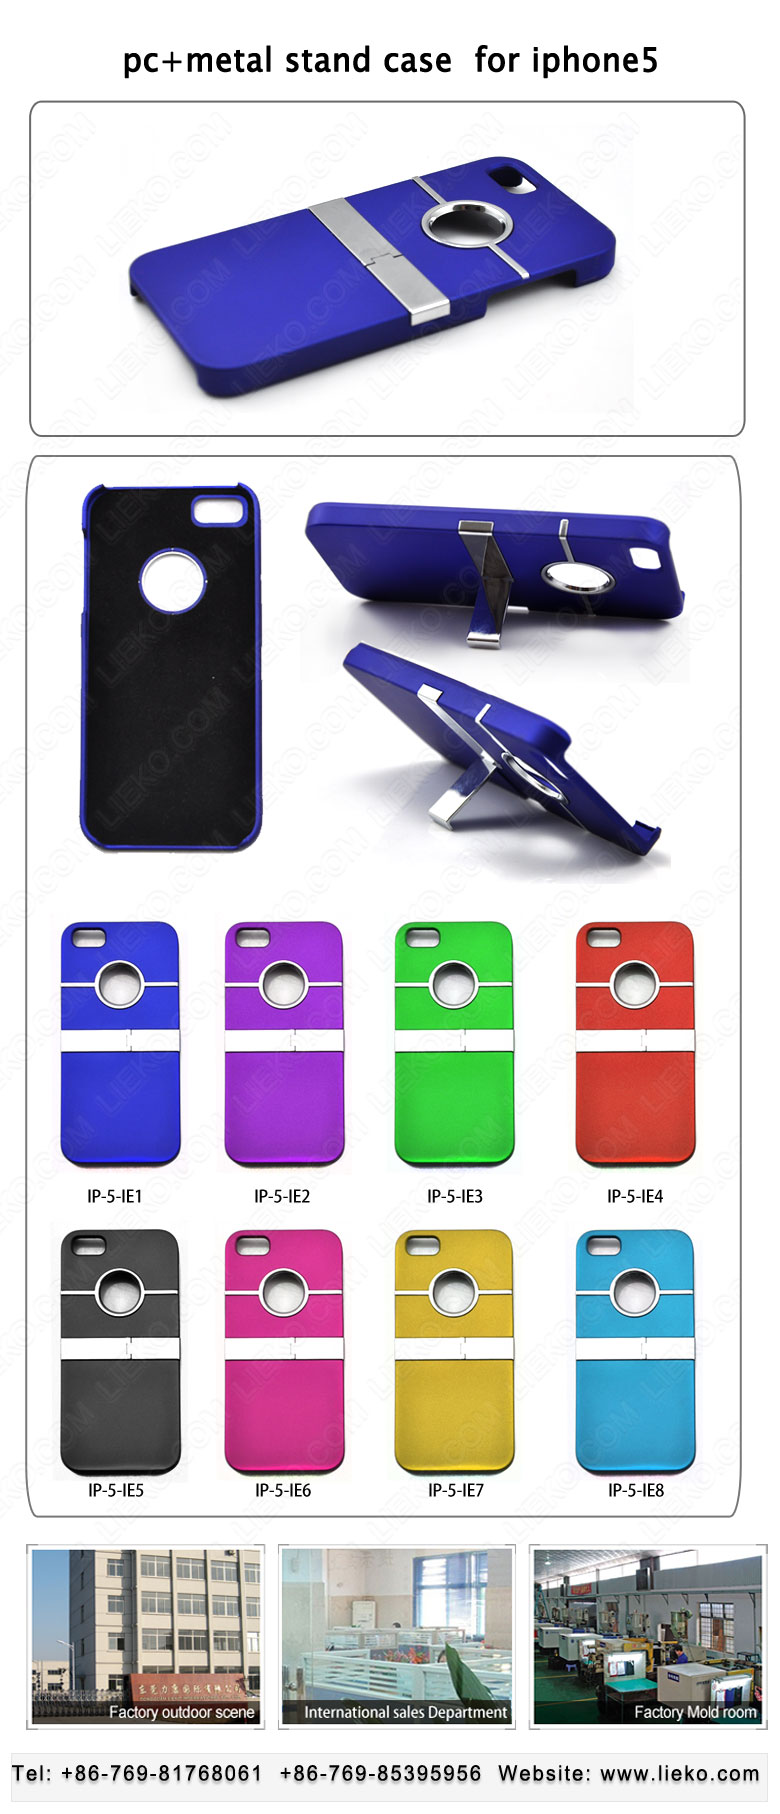 pc+metal stand case for iphone5
LIEKO.COM
IP-5-IE1 IP-5-IE2 IP-5-IE3 IP-5-IE4
IP-5-IE5 IP-5-IE6 IP-5-IE7 IP-5-IE8
Factory outdoor scene
International sales Department
Factory Mold room
Tel: +86-769-81768061 +86-769-85395956 Website: www.lieko.com